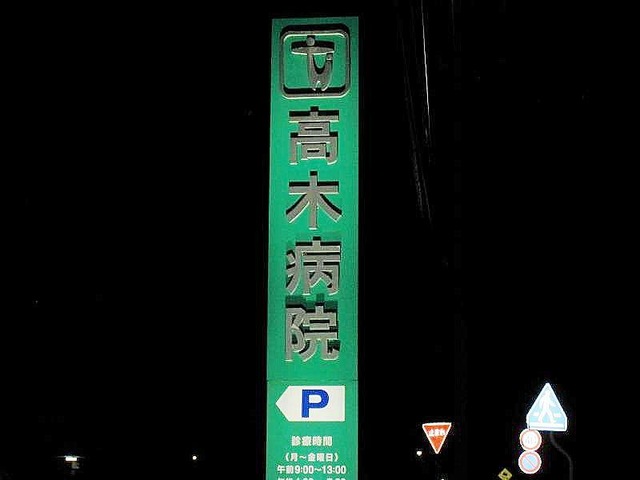 高木病院
P
診療時間
(月～金曜日)
午前9:00～13:00